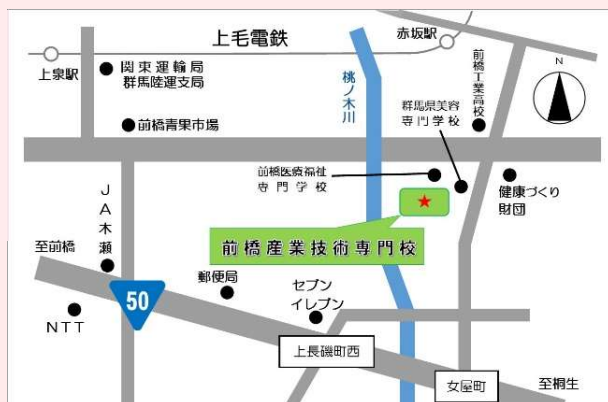 上毛電鉄
赤坂駅
上泉駅
関東運輸局
群馬陸運支局
前橋青果市場
桃ノ木川
前橋工業高校
N
群馬県美容
専門学校
前橋医療福祉
専門学校
健康づくり
財団
JA木瀬
前橋産業技術専門校
至前橋
50
郵便局
セブン
イレブン
NTT
上長磯町西
女屋町
至桐生